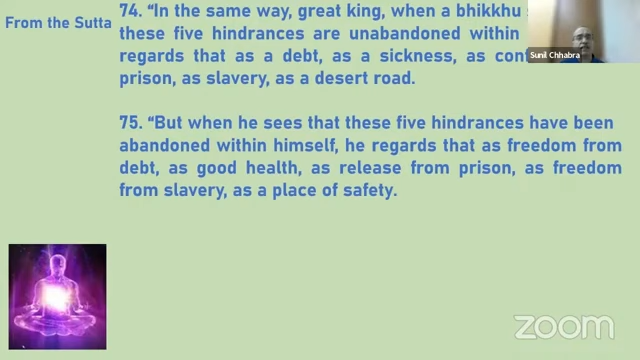 From the Sutta
74. “In the same way, great king, when a bhikkhu
these five hindrances are unabandoned within
regards that as a debt, as a sickness, as
prison, as slavery, as a desert road.
75. “But when he sees that these five hindrances have been
abandoned within himself, he regards that as freedom from
debt, as good health, as release from prison, as freedom
from slavery, as a place of safety.
Sunil Chhabra
zoom